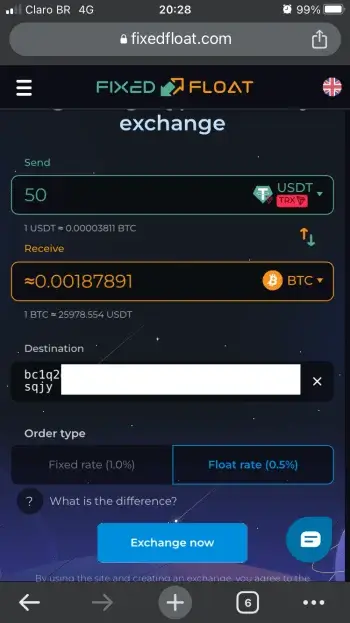 Claro BR 4G 20:28 99%
fixedfloat.com
FIXED FLOAT
exchange
Send
50
USDT
TRX
1 USDT ≈ 0.00003811 BTC
Receive
≈0.00187891
BTC
1 BTC ≈ 25978.554 USDT
Destination
bc1q2
sqjy
Order type
Fixed rate (1.0%) Float rate (0.5%)
? What is the difference?
Exchange now
By using the site and creating an exchange, you agree to the
6